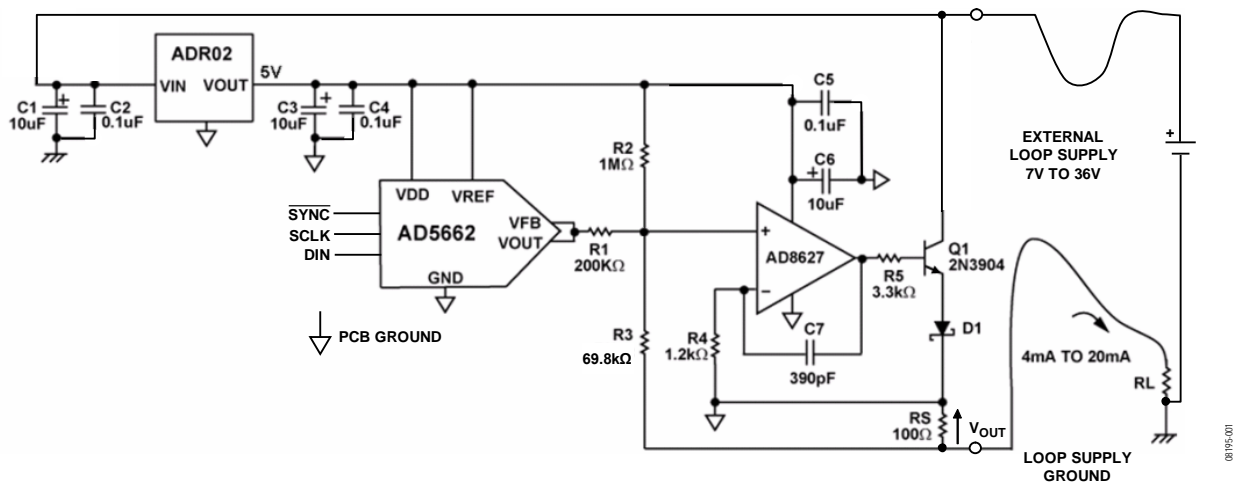 ADR02
VIN VOUT
5V
C1
10uF
C2
0.1uF
C3
10uF
C4
0.1uF
C5
0.1uF
C6
10uF
R2
1MΩ
EXTERNAL
LOOP SUPPLY
7V TO 36V
VDD VREF
SYNC
SCLK
DIN
AD5662
VFB
VOUT
GND
R1
200KΩ
AD8627
R5
3.3kΩ
Q1
2N3904
PCB GROUND
R3
69.8kΩ
R4
1.2kΩ
C7
390pF
D1
4mA TO 20mA
RL
RS
100Ω
VOUT
LOOP SUPPLY
GROUND
08195-001